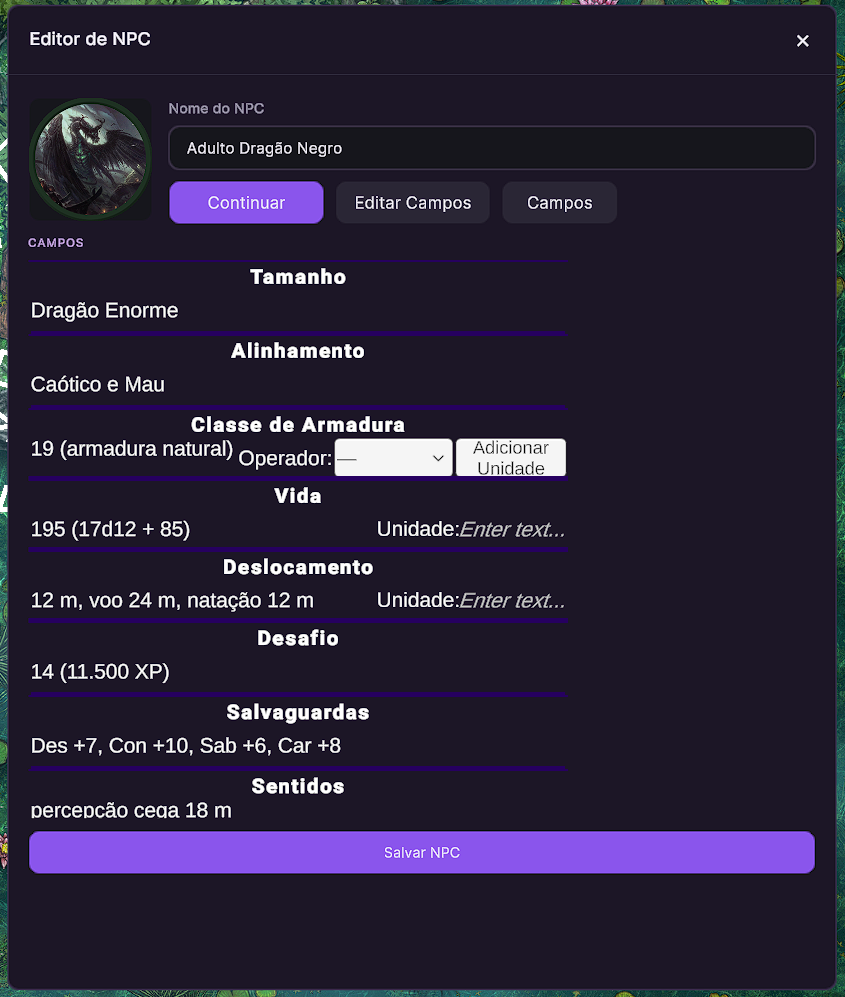 Editor de NPC
Nome do NPC
Adulto Dragão Negro
Continuar
Editar Campos
Campos
CAMPOS
Tamanho
Dragão Enorme
Alinhamento
Caótico e Mau
Classe de Armadura
19 (armadura natural)
Operador:
—
Adicionar
Unidade
Vida
195 (17d12 + 85)
Unidade:Enter text...
Deslocamento
12 m, voo 24 m, natação 12 m
Unidade:Enter text...
Desafio
14 (11.500 XP)
Salvaguardas
Des +7, Con +10, Sab +6, Car +8
Sentidos
percepção cega 18 m
Salvar NPC